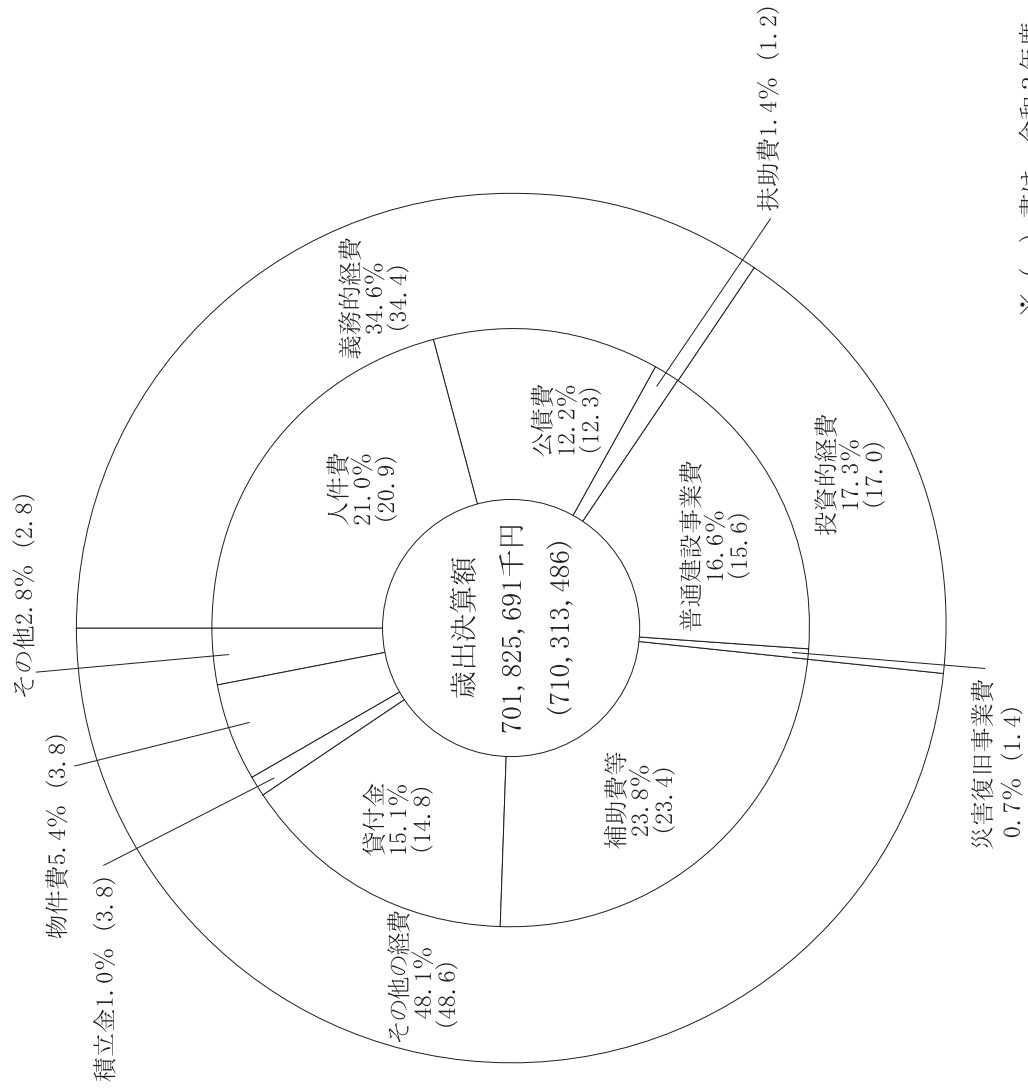 歳出決算額
701,825,691千円
(710,313,486)
義務的経費
34.6%
(34.4)
人件費
21.0%
(20.9)
公債費
12.2%
(12.3)
扶助費1.4% (1.2)
投資的経費
17.3%
(17.0)
普通建設事業費
16.6%
(15.6)
災害復旧事業費
0.7% (1.4)
その他の経費
48.1%
(48.6)
補助費等
23.8%
(23.4)
貸付金
15.1%
(14.8)
積立金1.0% (3.8)
物件費5.4% (3.8)
その他2.8% (2.8)
※ ( ) 書は、令和